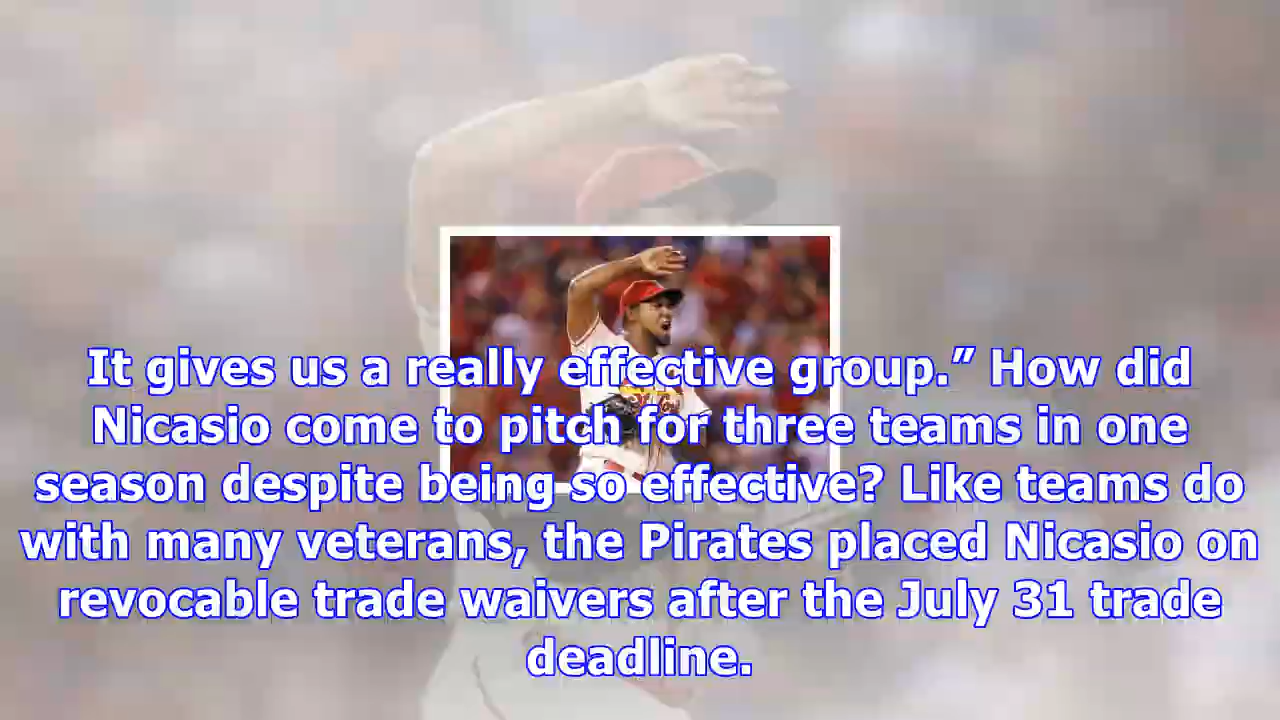 It gives us a really effective group.” How did
Nicasio come to pitch for three teams in one
season despite being so effective? Like teams do
with many veterans, the Pirates placed Nicasio on
revocable trade waivers after the July 31 trade
deadline.